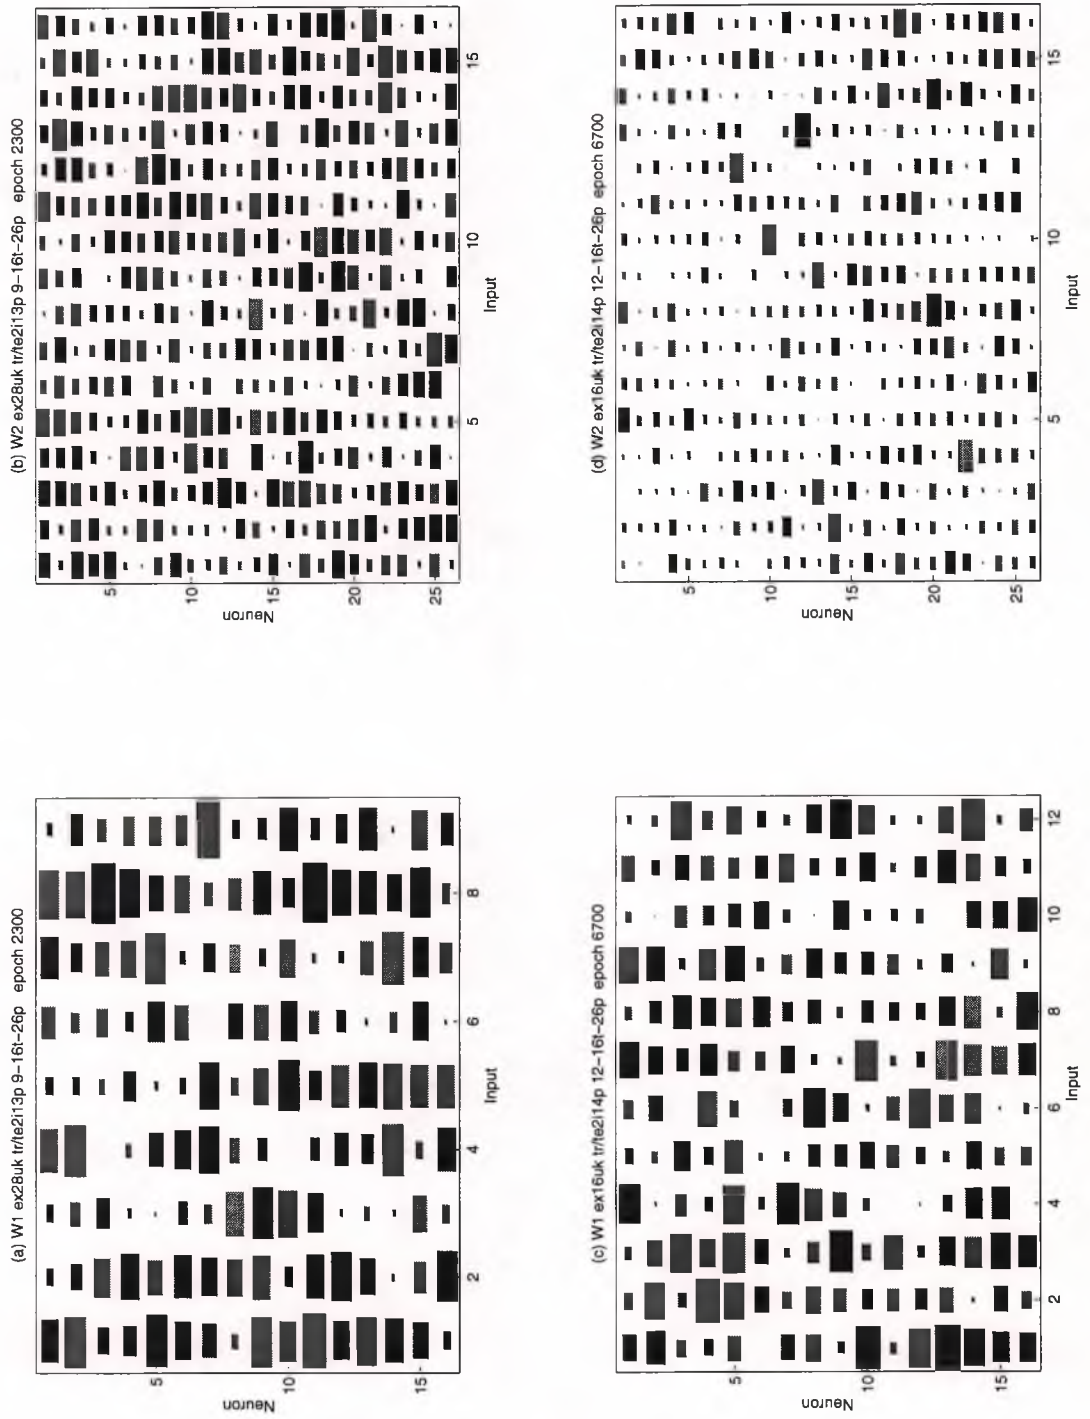 (a) W1 ex28uk tr/te2i13p 9-16t-26p epoch 2300
Neuron
5
10
15
2
4
6
8
Input
(b) W2 ex28uk tr/te2i13p 9-16t-26p epoch 2300
Neuron
5
10
15
20
25
5
10
15
Input
(c) W1 ex16uk tr/te2i14p 12-16t-26p epoch 6700
Neuron
5
10
15
2
4
6
8
10
12
Input
(d) W2 ex16uk tr/te2i14p 12-16t-26p epoch 6700
Neuron
5
10
15
20
25
5
10
15
Input